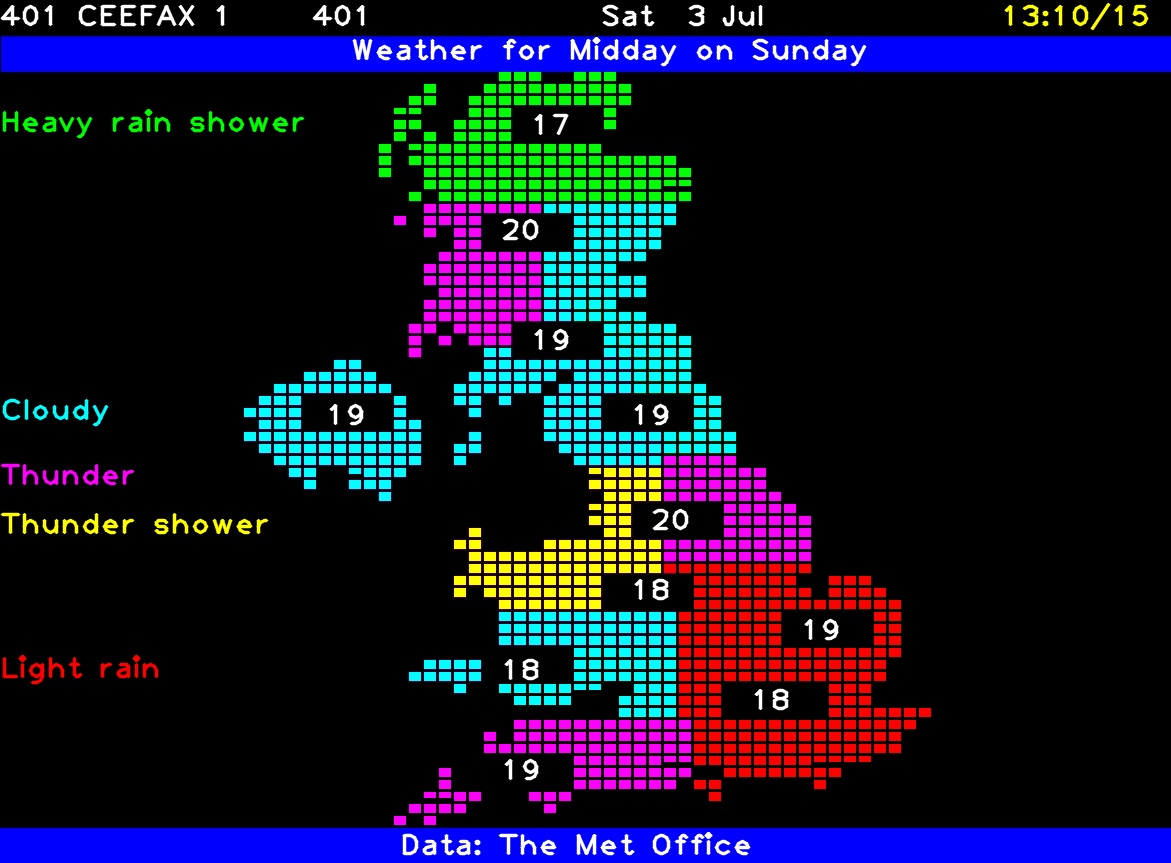 401 CEEFAX 1 401 Sat 3 Jul 13:10/15
Weather for Midday on Sunday
Heavy rain shower
17
20
19
Cloudy
19
19
Thunder
Thunder shower
20
18
19
Light rain
18
18
19
Data: The Met Office